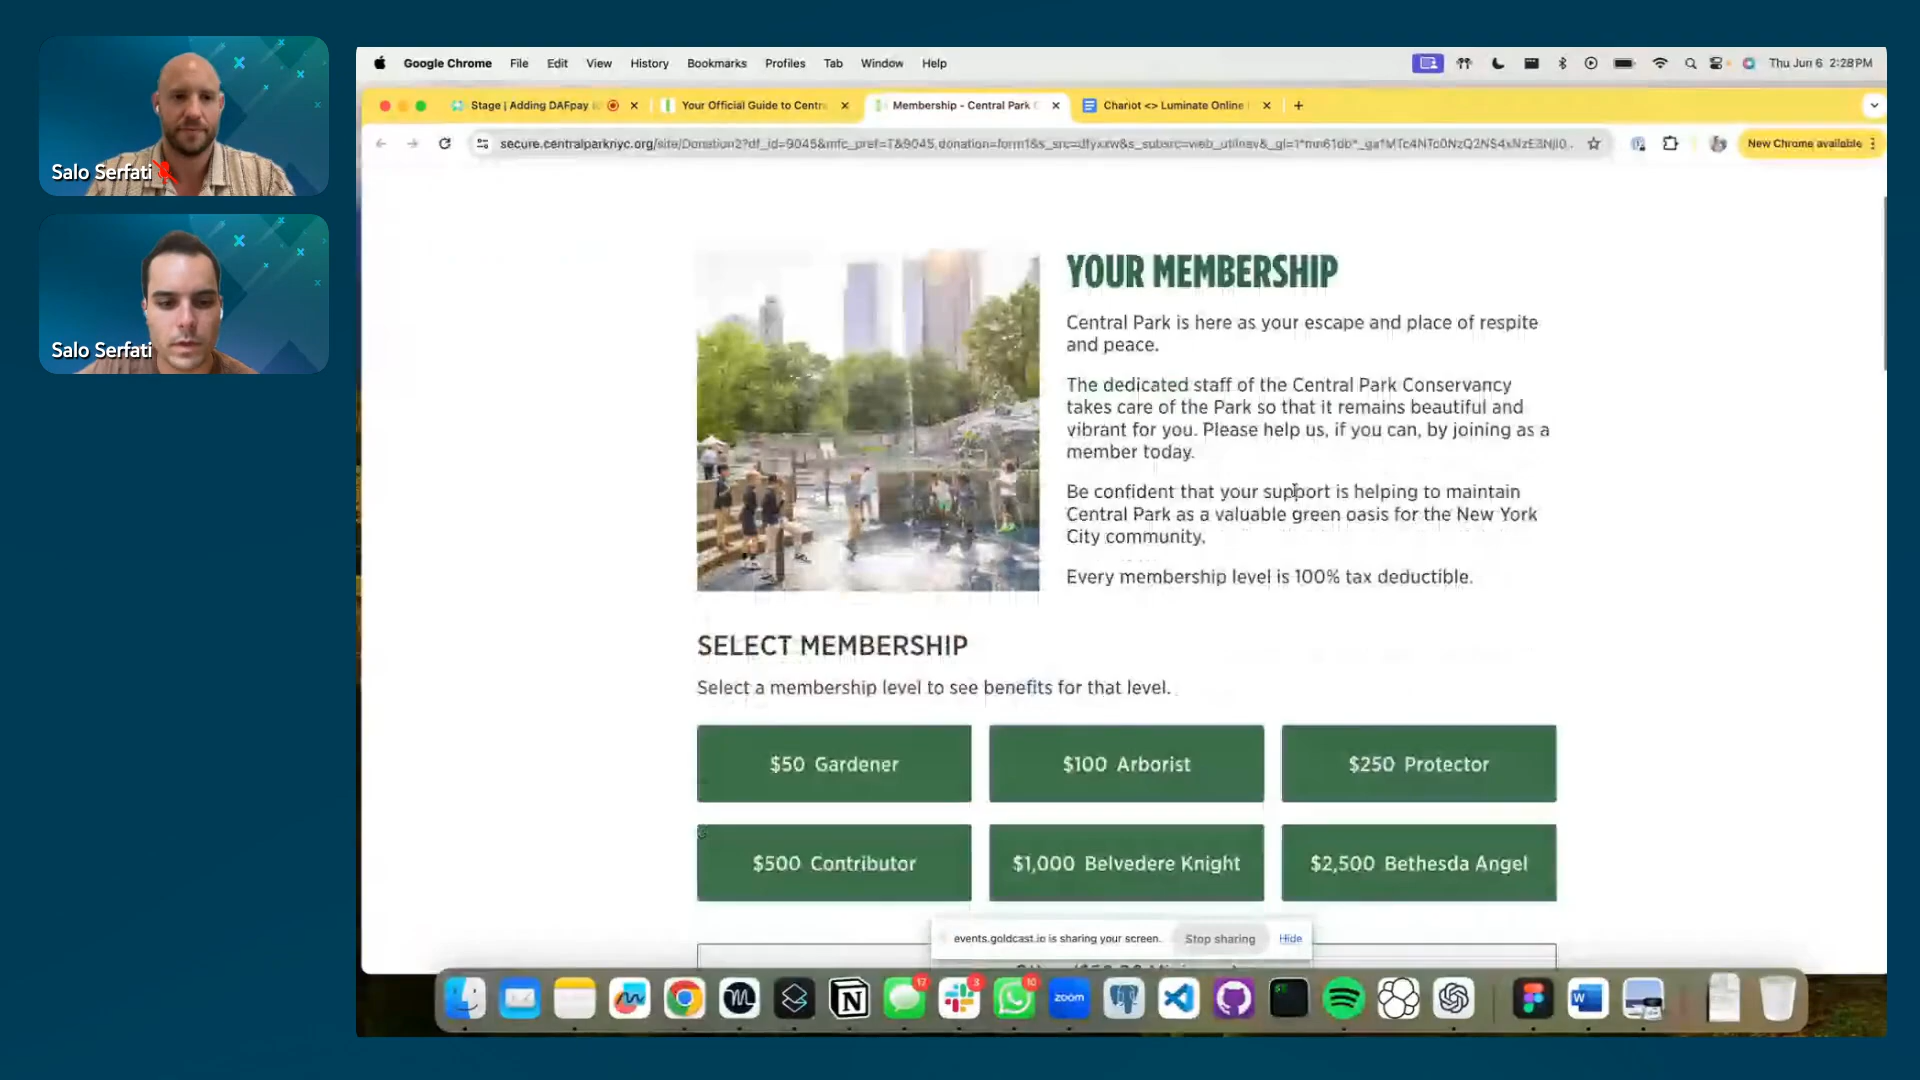 Google Chrome File Edit View History Bookmarks Profiles Tab Window Help
Thu Jun 6 2:28 PM
Stage | Adding DAFpay
Your Official Guide to Centra
Membership - Central Park C
Chariot <> Luminate Online
New Chrome available
Salo Serfati
Salo Serfati
YOUR MEMBERSHIP
Central Park is here as your escape and place of respite
and peace.
The dedicated staff of the Central Park Conservancy
takes care of the Park so that it remains beautiful and
vibrant for you. Please help us, if you can, by joining as a
member today.
Be confident that your support is helping to maintain
Central Park as a valuable green oasis for the New York
City community.
Every membership level is 100% tax deductible.
SELECT MEMBERSHIP
Select a membership level to see benefits for that level.
$50 Gardener
$100 Arborist
$250 Protector
$500 Contributor
$1,000 Belvedere Knight
$2,500 Bethesda Angel
events.goldcast.io is sharing your screen.
Stop sharing
Hide
17
3
10
zoom